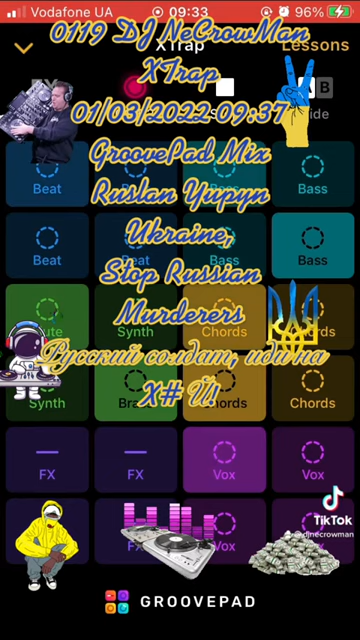 Vodafone UA
09:33
96%
0119 DJ NeCrowMan
XTrap
Lessons
XTrap
01/03/2022 09:37
GroovePad Mix
Ruslan Yupyn
Ukraine,
Stop Russian
Murderers
Русский солдат, иди на
Х# Й!
Beat
Bass
Beat
Bass
Synth
Chords
Synth
Chords
Chords
FX
FX
Vox
Vox
TikTok
@djnecrowman
GROOVEPAD